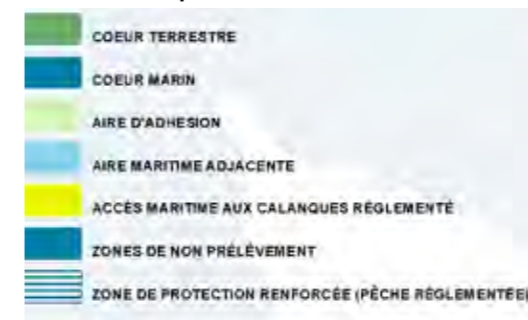 COEUR TERRESTRE
COEUR MARIN
AIRE D'ADHESION
AIRE MARITIME ADJACENTE
ACCÈS MARITIME AUX CALANQUES RÉGLEMENTÉ
ZONES DE NON PRÉLÈVEMENT
ZONE DE PROTECTION RENFORCÉE (PÊCHE RÉGLEMENTÉE)